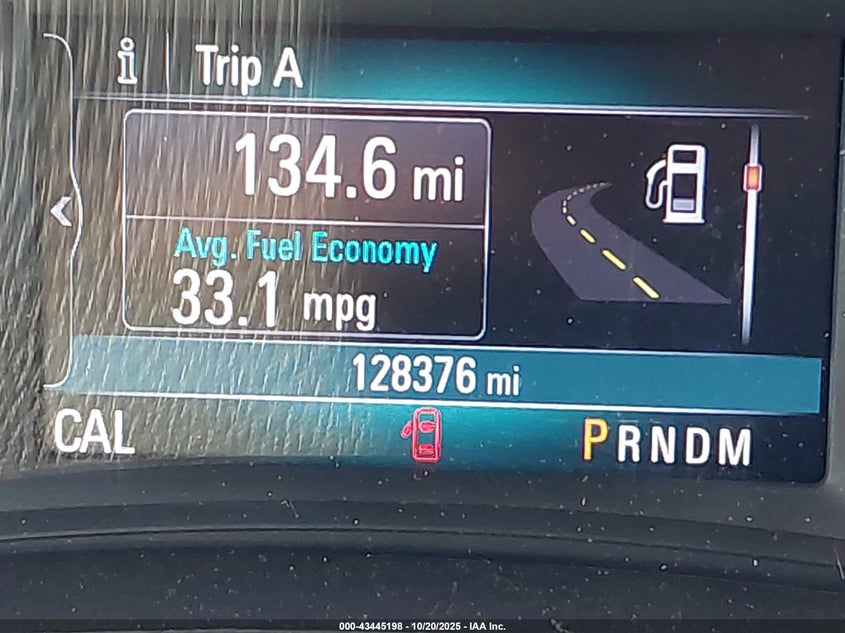 i Trip A
134.6 mi
Avg. Fuel Economy
33.1 mpg
128376 mi
CAL PRNDM
000-43445198 - 10/20/2025 - IAA Inc.